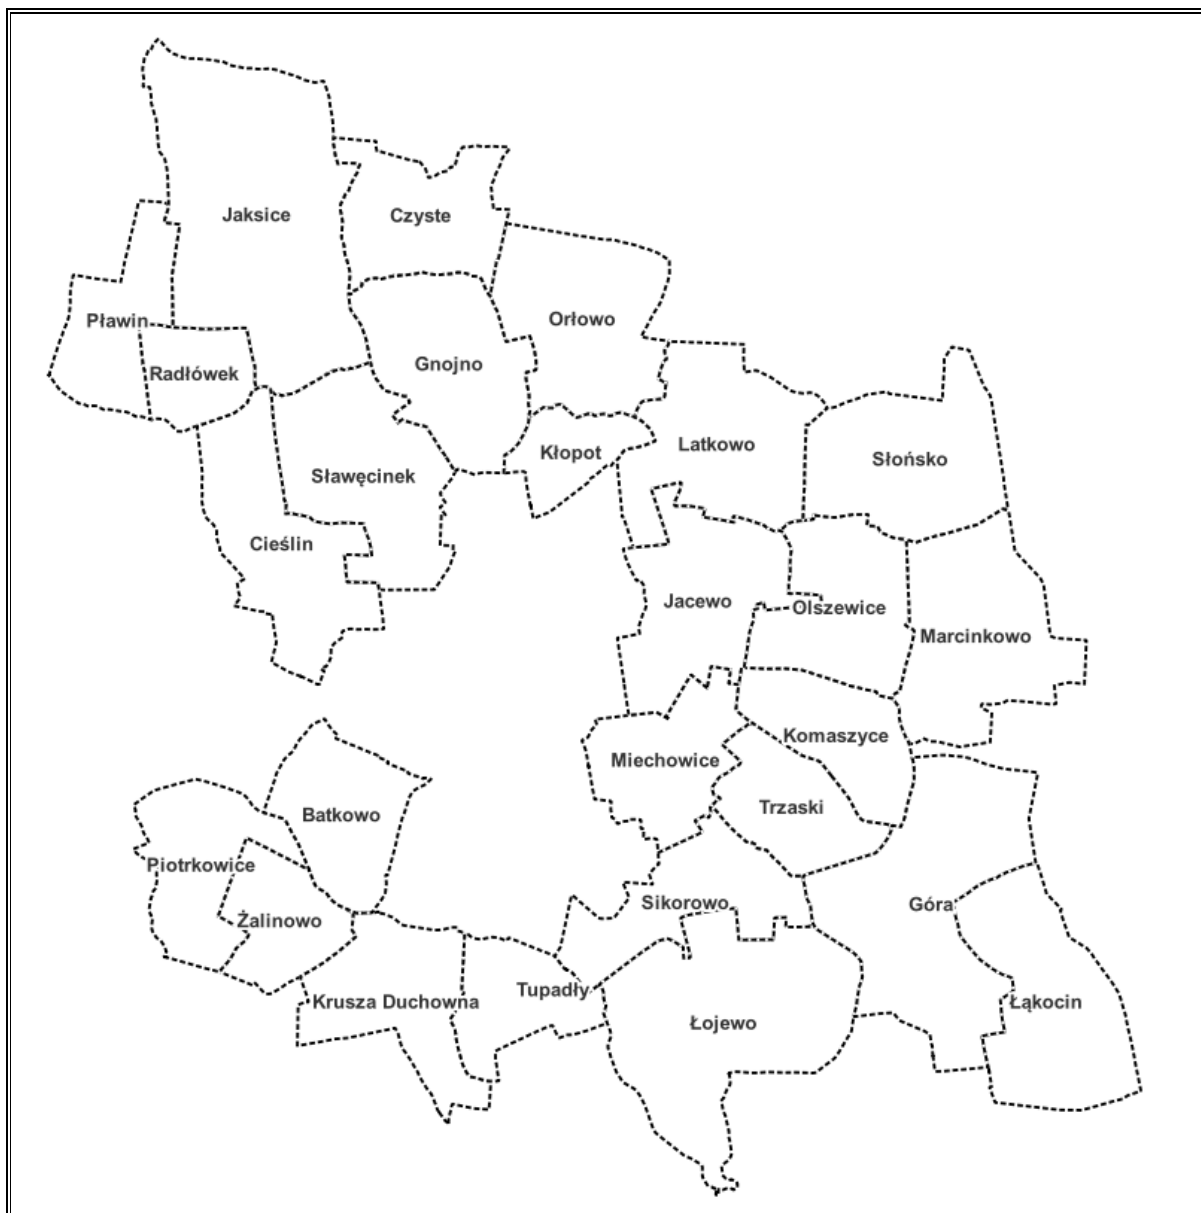 Jaksice
Czyste
Pławin
Orłowo
Radłówek
Gnojno
Kłopot
Latkowo
Słońsko
Sławęcinek
Cieślin
Jacewo
Olszewice
Marcinkowo
Komaszyce
Miechowice
Trzaski
Batkowo
Piotrkowice
Sikorowo
Góra
Żalinowo
Tupadły
Krusza Duchowna
Łąkocin
Łojewo